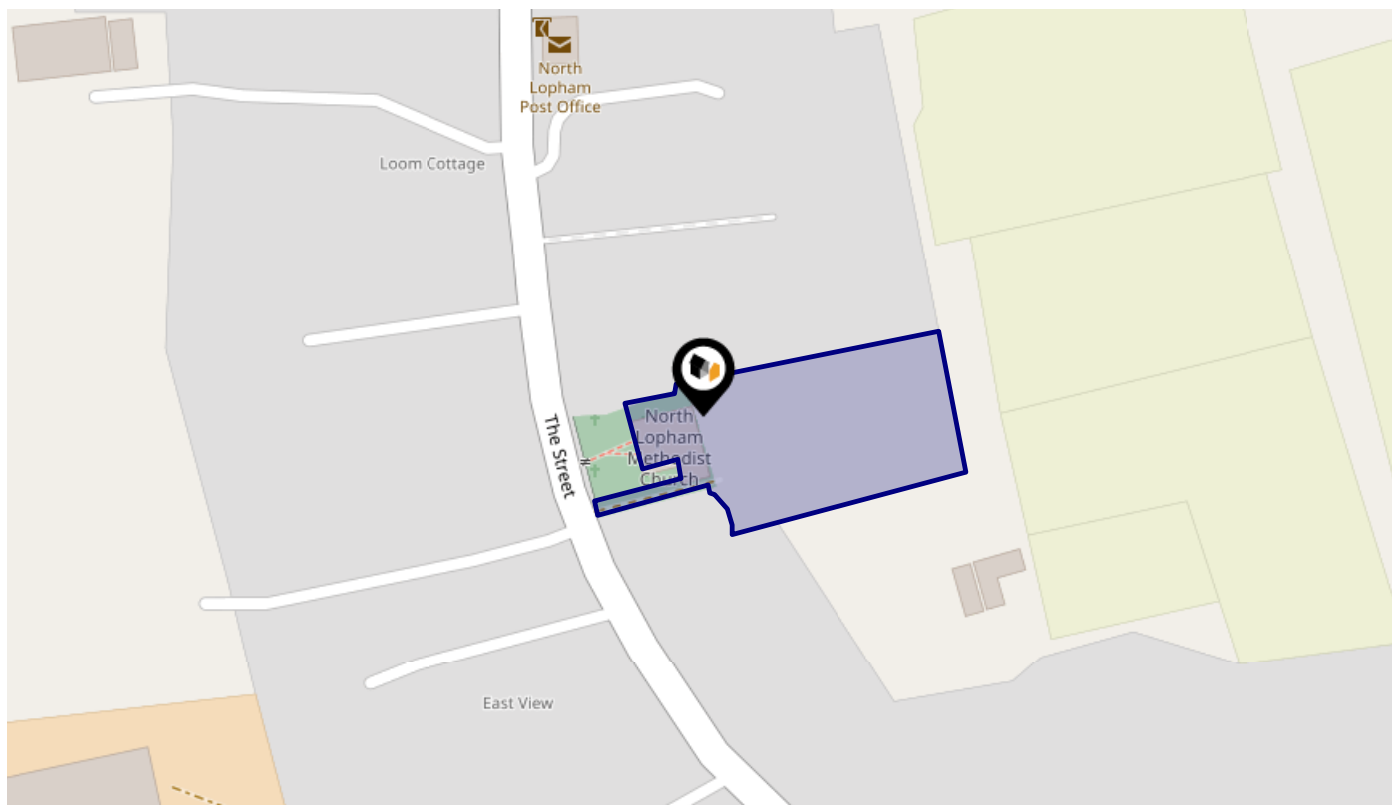 North
Lopham
Post Office
Loom Cottage
The Street
North
Lopham
Methodist
Church
East View